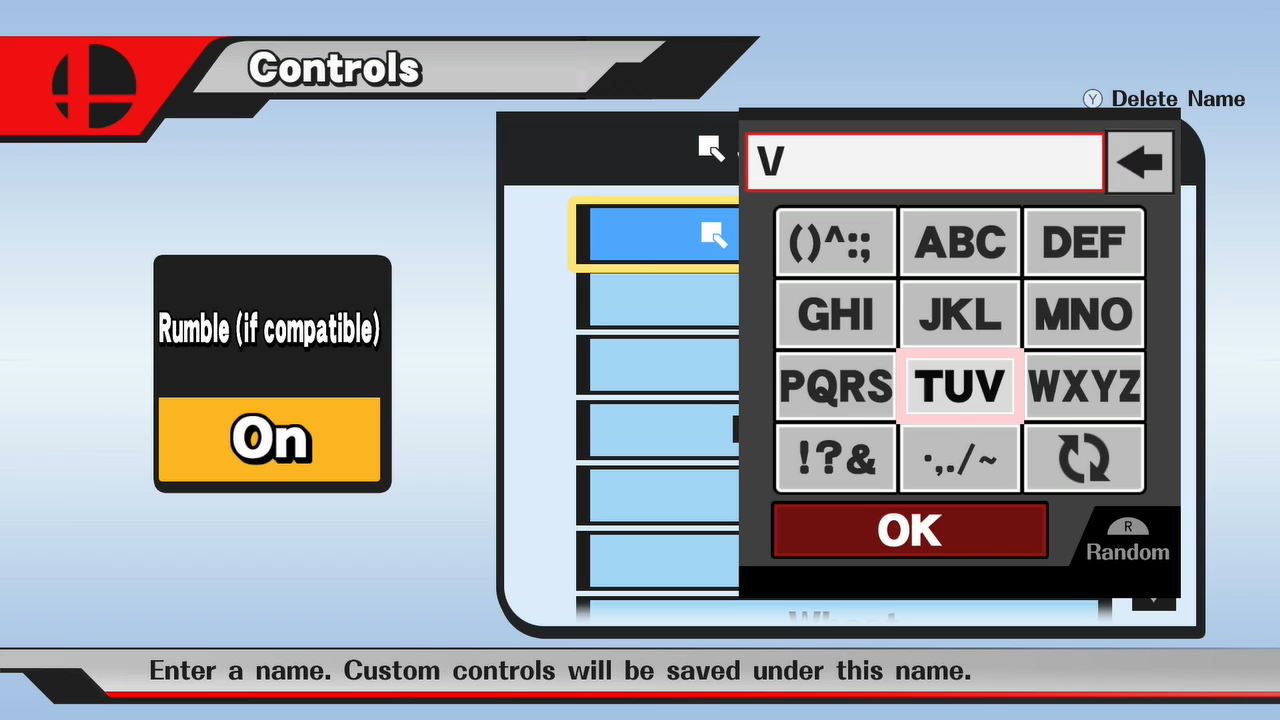 Controls
Y Delete Name
V
()^:; ABC DEF
GHI JKL MNO
Rumble (if compatible)
PQRS TUV WXYZ
On
!?& ·,./~
OK
R
Random
Enter a name. Custom controls will be saved under this name.